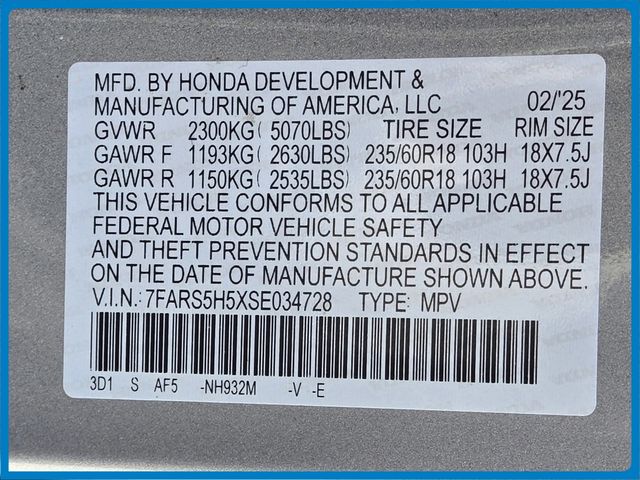 MFD. BY HONDA DEVELOPMENT &
MANUFACTURING OF AMERICA, LLC 02/'25
GVWR 2300KG( 5070LBS) TIRE SIZE RIM SIZE
GAWR F 1193KG( 2630LBS) 235/60R18 103H 18X7.5J
GAWR R 1150KG( 2535LBS) 235/60R18 103H 18X7.5J
THIS VEHICLE CONFORMS TO ALL APPLICABLE
FEDERAL MOTOR VEHICLE SAFETY
AND THEFT PREVENTION STANDARDS IN EFFECT
ON THE DATE OF MANUFACTURE SHOWN ABOVE.
V.I.N.: 7FARS5H5XSE034728 TYPE: MPV
3D1 S AF5 -NH932M -V -E